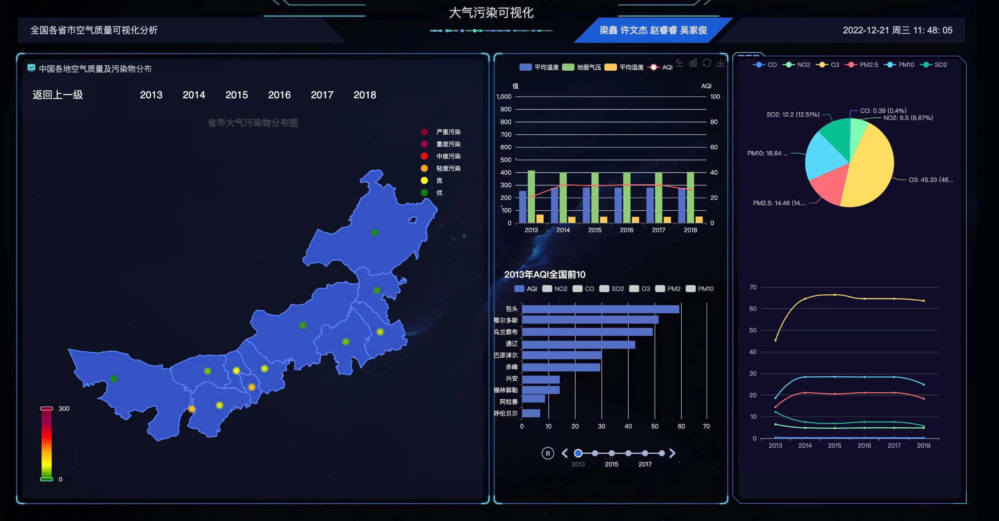 大气污染可视化
全国各省市空气质量可视化分析
梁鑫 许文杰 赵睿睿 吴家俊
2022-12-21 周三 11: 48: 05
中国各地空气质量及污染物分布
返回上一级 2013 2014 2015 2016 2017 2018
省市大气污染物分布图
严重污染
重度污染
中度污染
轻度污染
良
优
300
0
平均温度 地面气压 平均湿度 AQI
值 AQI
1,000 100
900
800 80
700
600 60
500
400 40
300
200 20
100
0 0
2013 2014 2015 2016 2017 2018
2013年AQI全国前10
AQI NO2 CO SO2 O3 PM2 PM10
包头
鄂尔多斯
乌兰察布
通辽
巴彦淖尔
赤峰
兴安
锡林郭勒
阿拉善
呼伦贝尔
0 10 20 30 40 50 60 70
2013 2015 2017
CO NO2 O3 PM2.5 PM10 SO2
CO: 0.39 (0.4%)
SO2: 12.2 (12.51%)
NO2: 6.5 (6.67%)
PM10: 18.64 ...
O3: 45.33 (46...
PM2.5: 14.46 (14....
70
60
50
40
30
20
10
0
2013 2014 2015 2016 2017 2018